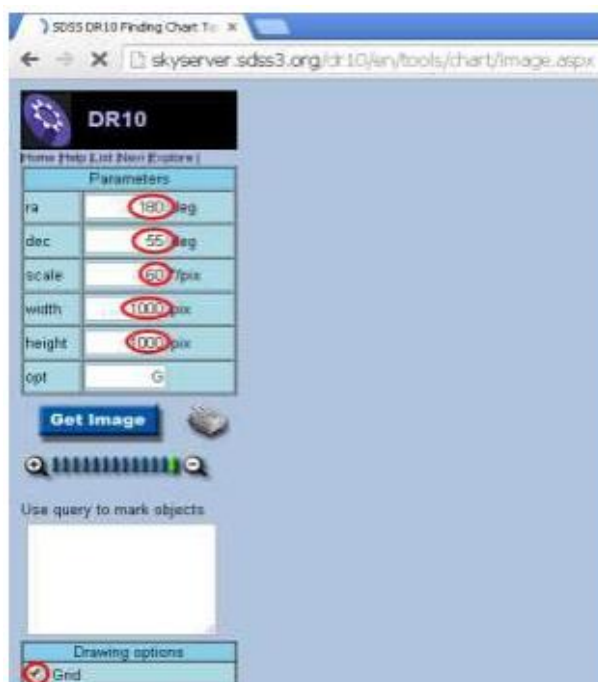 SDSS DR10 Finding Chart To
skyserver.sdss3.org/dr10/en/tools/chart/image.aspx
DR10
Home Help List Navi Explore
Parameters
ra 180 deg
dec 55 deg
scale 60 "/pix
width 1000 pix
height 1000 pix
opt G
Get Image
Use query to mark objects
Drawing options
Grid